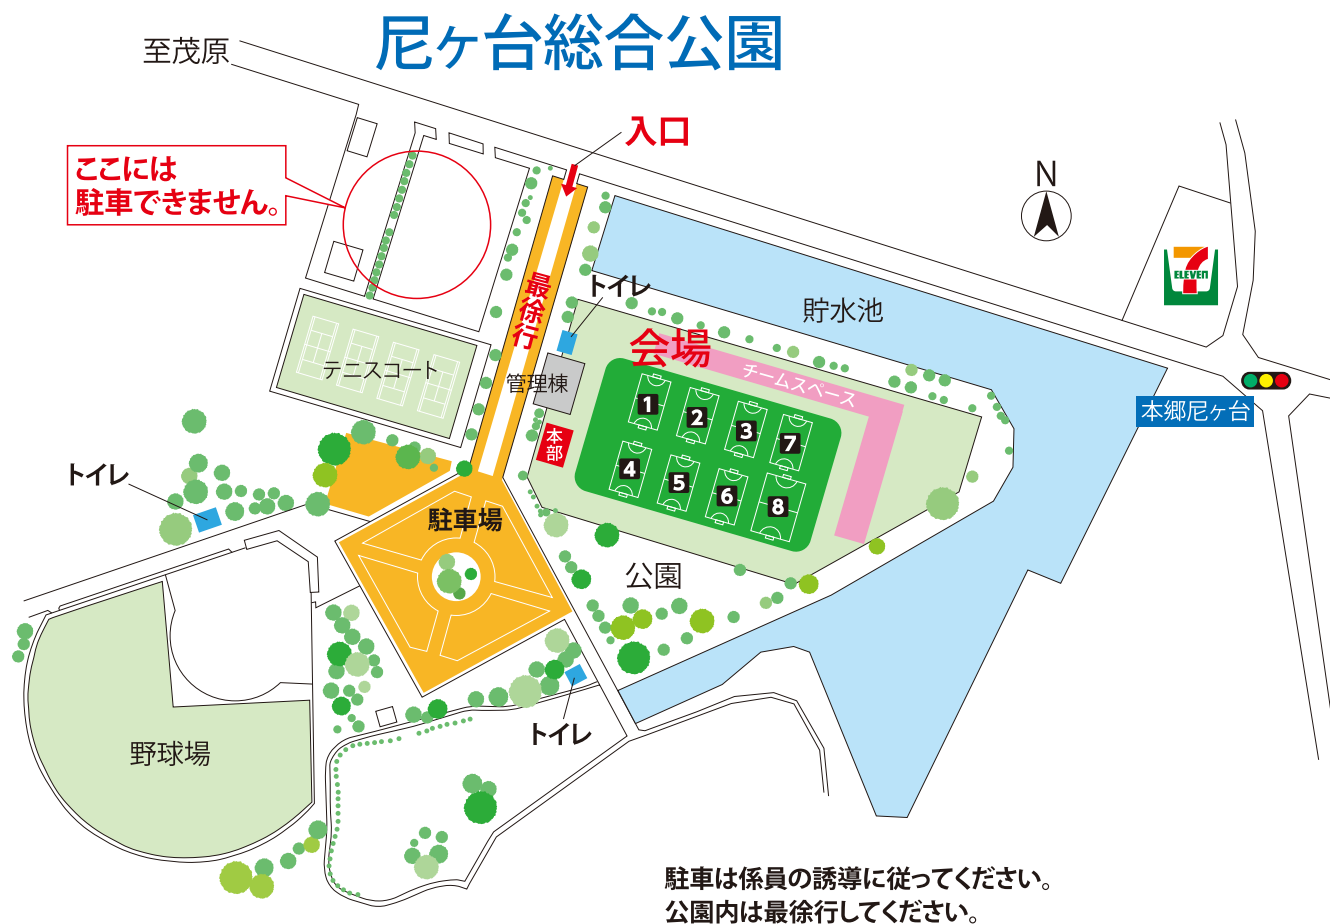 尼ヶ台総合公園
至茂原
入口
ここには
駐車できません。
N
ELEVEN
最徐行
トイレ
貯水池
会場
テニスコート
管理棟
チームスペース
本郷尼ヶ台
1
2
3
7
本部
4
5
6
8
トイレ
駐車場
公園
トイレ
野球場
駐車は係員の誘導に従ってください。
公園内は最徐行してください。